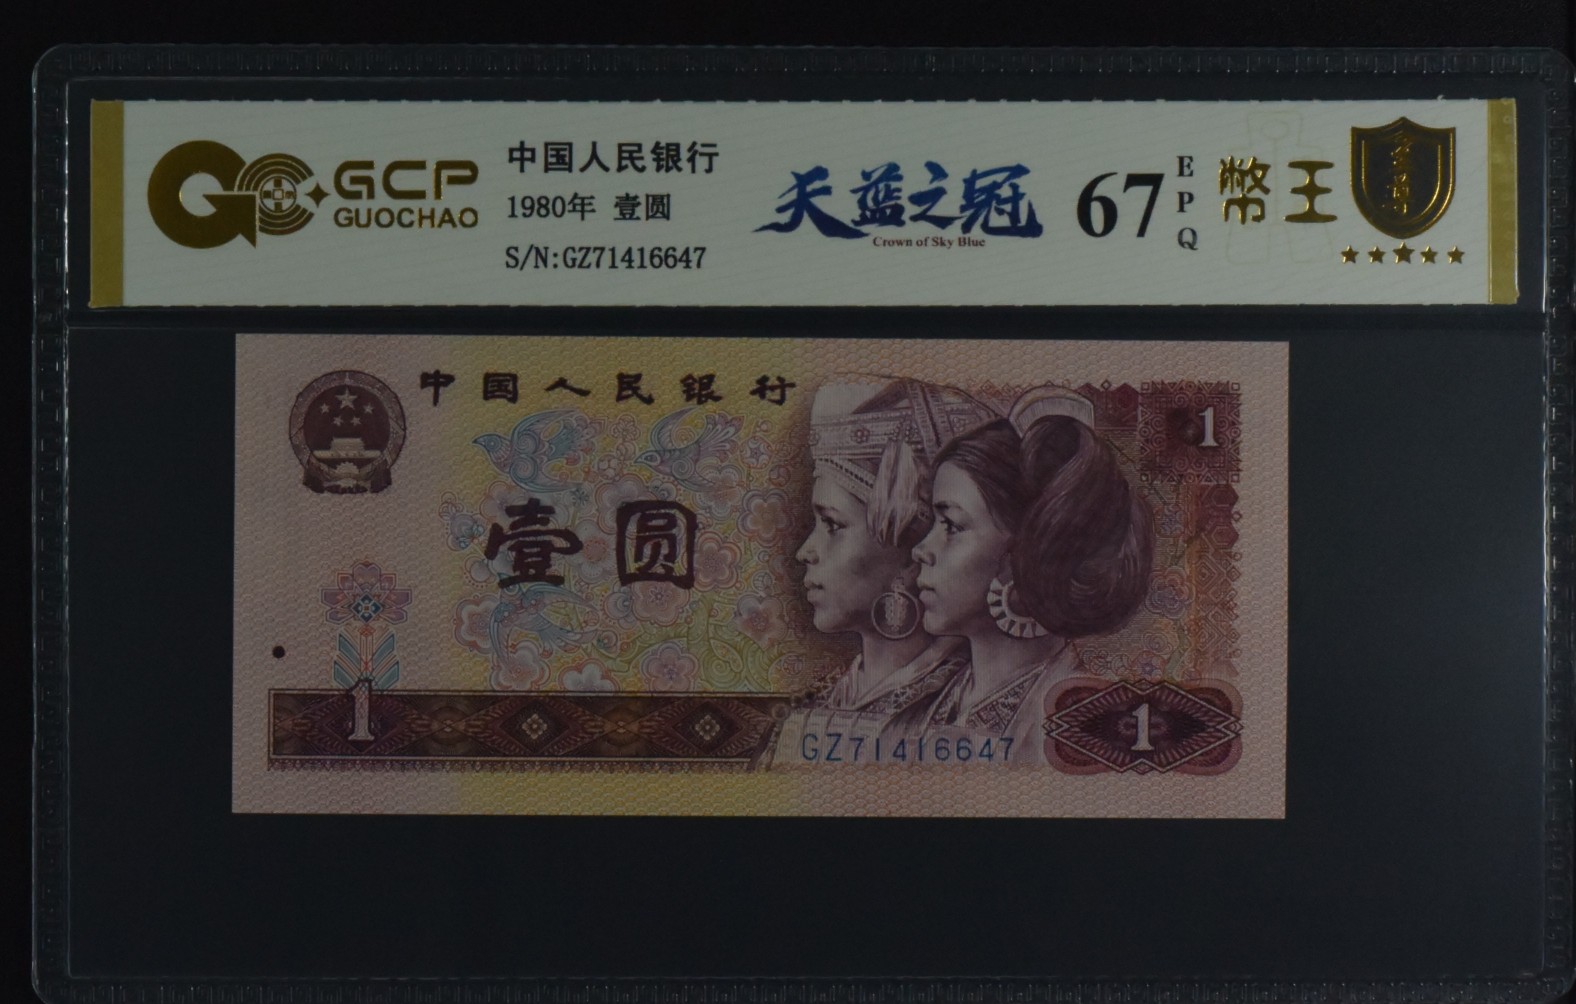 GCP
GUOCHAO
中国人民银行
1980年 壹圆
S/N:GZ71416647
天蓝之冠
Crown of Sky Blue
67
EPQ
幣王
中国人民银行
1
壹圆
1
GZ71416647
1